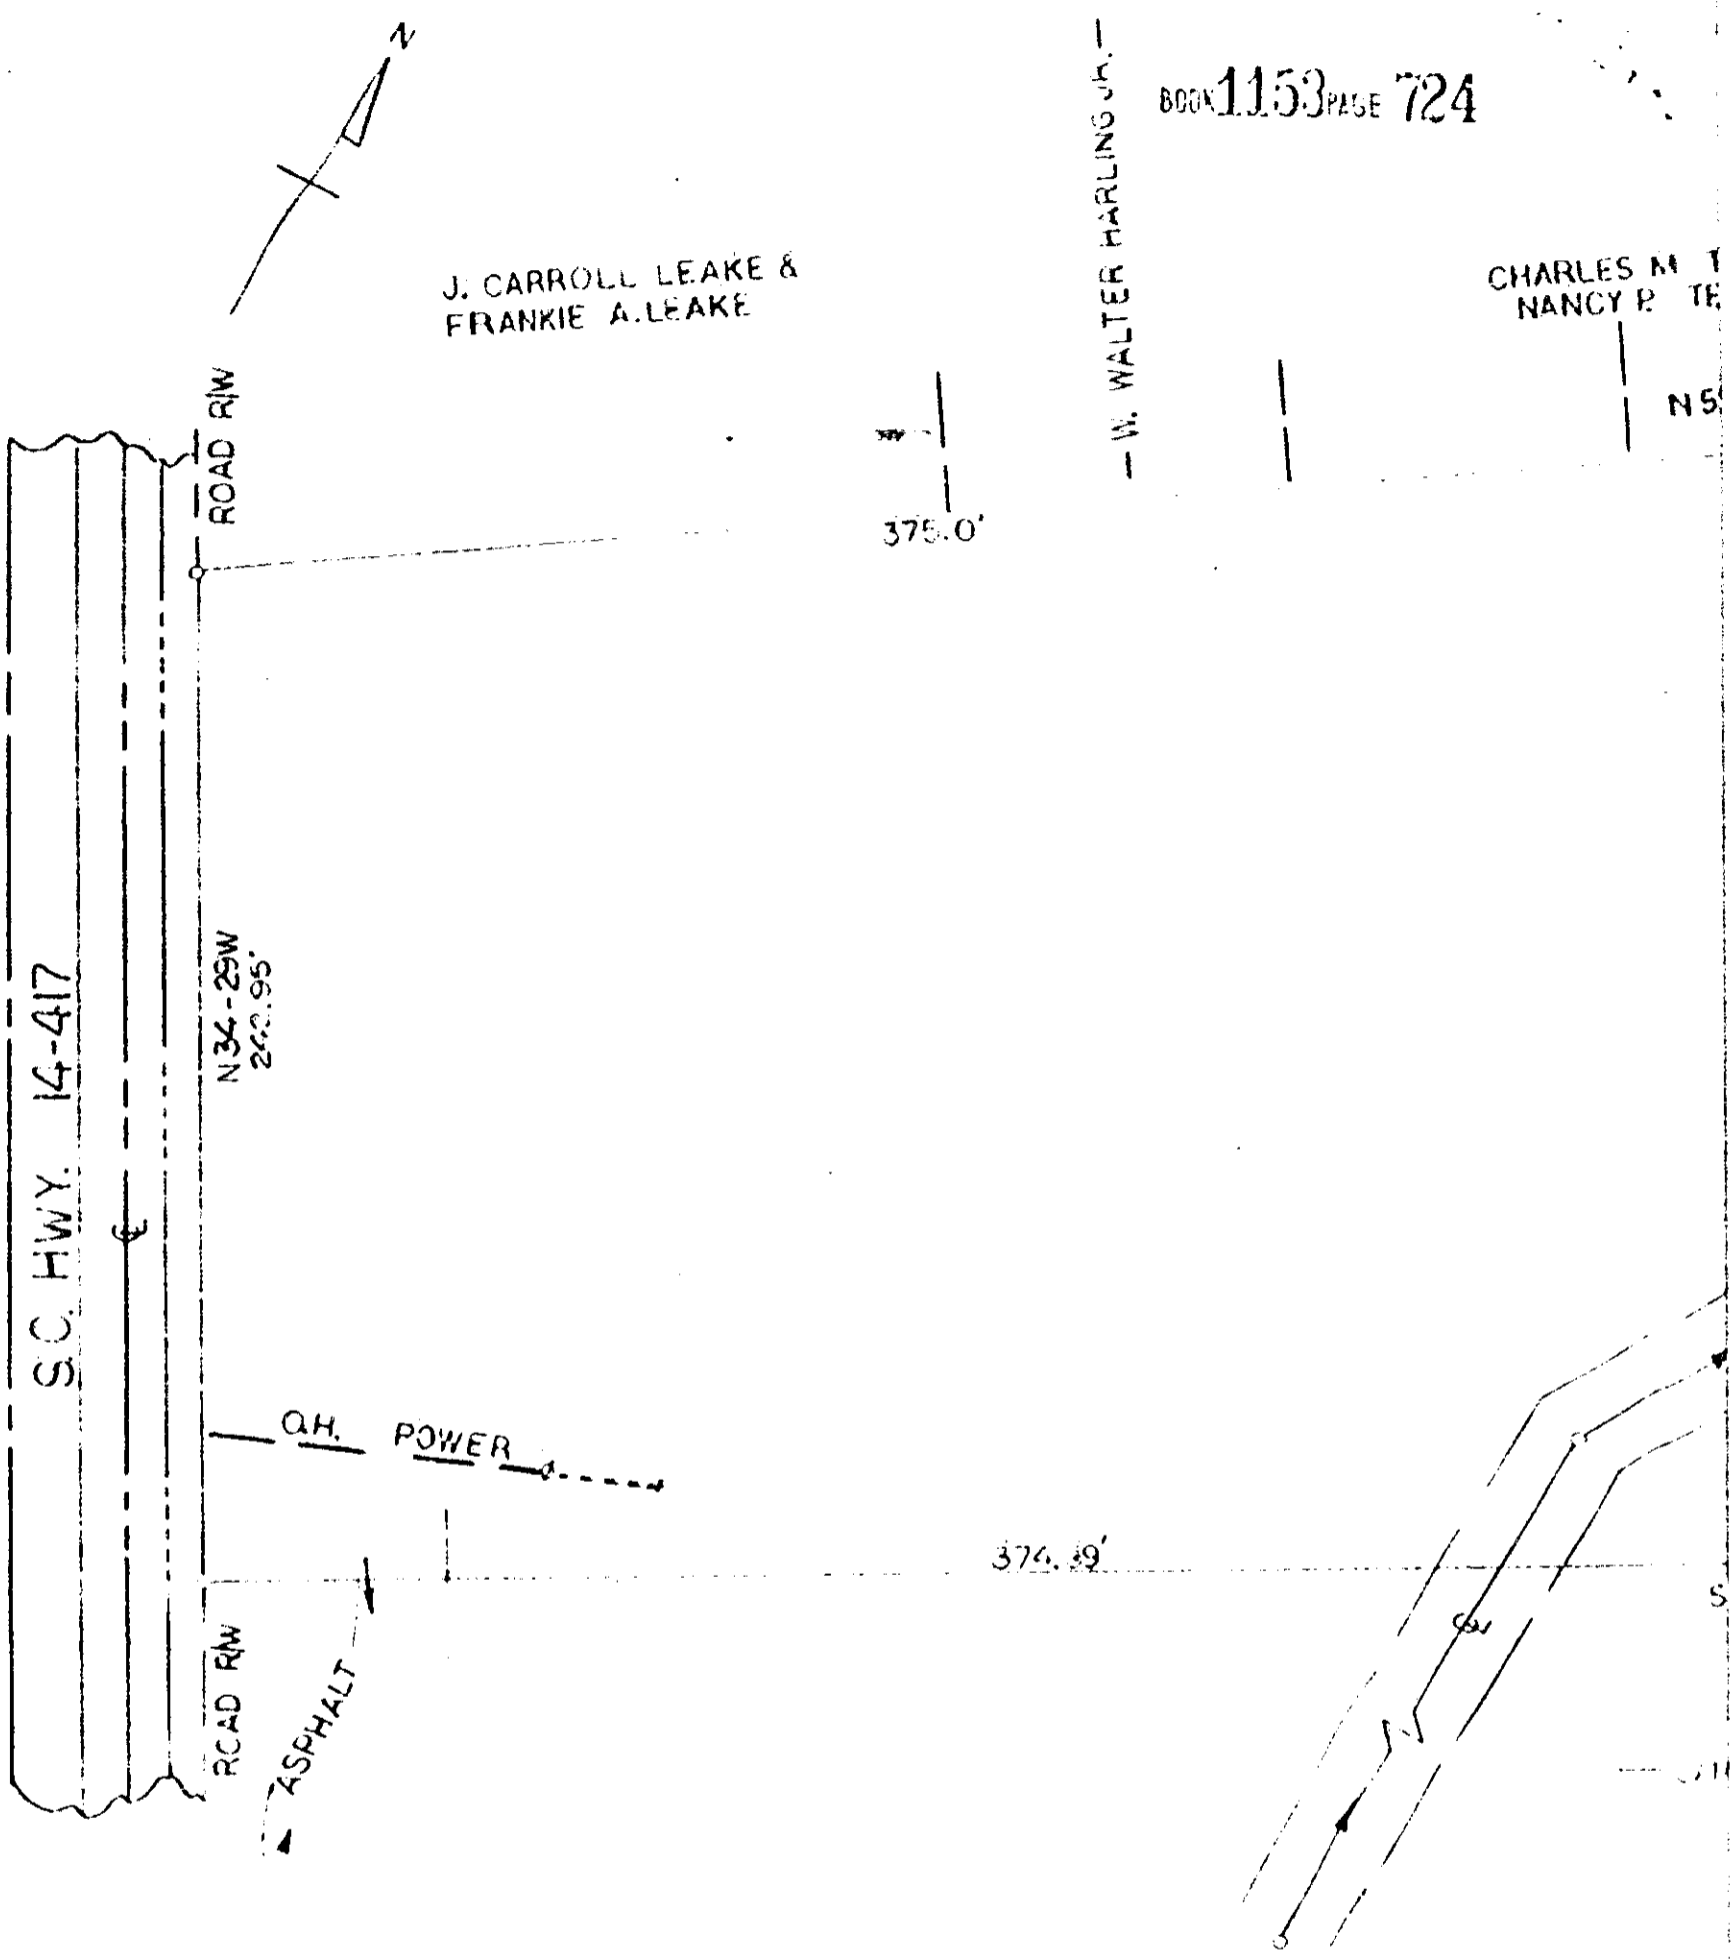 N
BOOK 1153 PAGE 724
J. CARROLL LEAKE &
FRANKIE A. LEAKE
— W. WALTER HARLING JR. —
CHARLES M
NANCY P.
ROAD R/W
375.0'
N34-29W
S.C. HWY. 14-417
O.H. POWER
ROAD R/W
ASPHALT